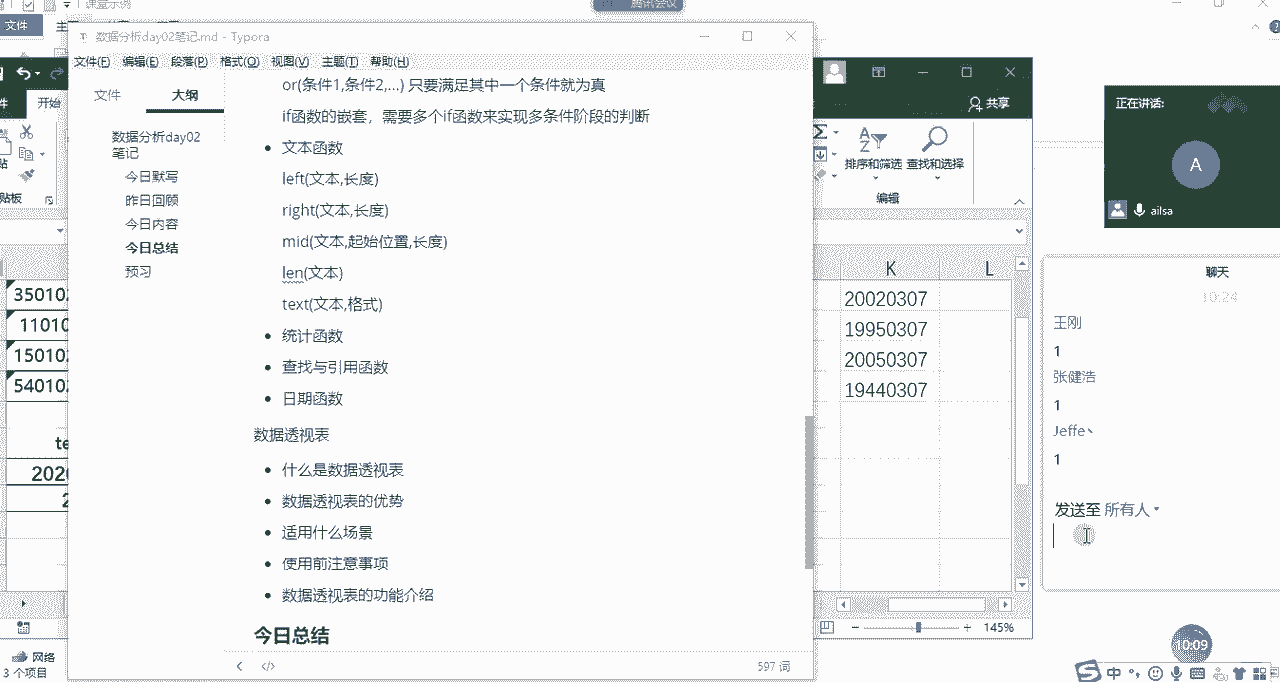 课堂示例
腾讯会议
文件
数据分析day02笔记.md - Typora
文件(F) 编辑(E) 段落(P) 格式(O) 视图(V) 主题(T) 帮助(H)
文件 大纲
数据分析day02
笔记
今日默写
昨日回顾
今日内容
今日总结
预习
or(条件1,条件2,...) 只要满足其中一个条件就为真
if函数的嵌套，需要多个if函数来实现多条件阶段的判断
文本函数
left(文本,长度)
right(文本,长度)
mid(文本,起始位置,长度)
len(文本)
text(文本,格式)
统计函数
查找与引用函数
日期函数
数据透视表
什么是数据透视表
数据透视表的优势
适用什么场景
使用前注意事项
数据透视表的功能介绍
今日总结
597 词
开始
贴板
35010
11010
15010
54010
te
202
2
网络
3 个项目
共享
排序和筛选 查找和选择
编辑
K L
20020307
19950307
20050307
19440307
145%
正在讲话:
A
ailsa
聊天
10:24
王刚
1
张健浩
1
Jeffe丶
1
发送至 所有人
10:09
中